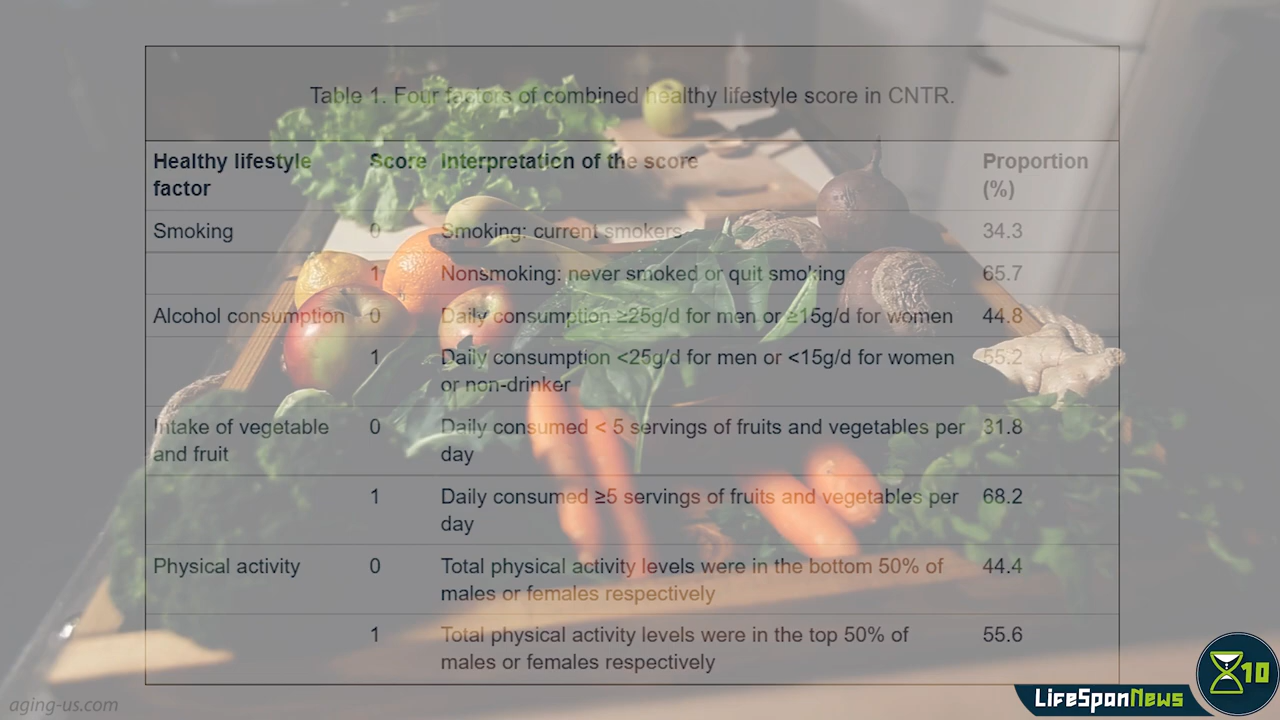 Table 1. Four factors of combined healthy lifestyle score in CNTR.
Healthy lifestyle factor Score Interpretation of the score Proportion (%)
Smoking 0 Smoking: current smokers 34.3
1 Nonsmoking: never smoked or quit smoking 65.7
Alcohol consumption 0 Daily consumption ≥25g/d for men or ≥15g/d for women 44.8
1 Daily consumption <25g/d for men or <15g/d for women or non-drinker 55.2
Intake of vegetable and fruit 0 Daily consumed < 5 servings of fruits and vegetables per day 31.8
1 Daily consumed ≥5 servings of fruits and vegetables per day 68.2
Physical activity 0 Total physical activity levels were in the bottom 50% of males or females respectively 44.4
1 Total physical activity levels were in the top 50% of males or females respectively 55.6
aging-us.com
LifeSpanNews
10